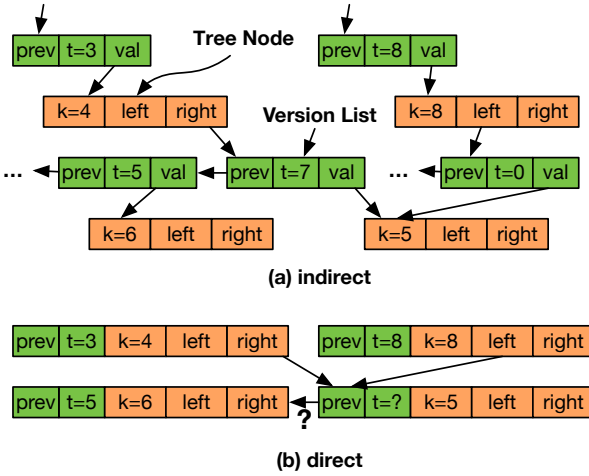 prev t=3 val prev t=8 val
Tree Node
k=4 left right k=8 left right
Version List
... prev t=5 val prev t=7 val ... prev t=0 val
k=6 left right k=5 left right
(a) indirect
prev t=3 k=4 left right prev t=8 k=8 left right
prev t=5 k=6 left right prev t=? k=5 left right
?
(b) direct